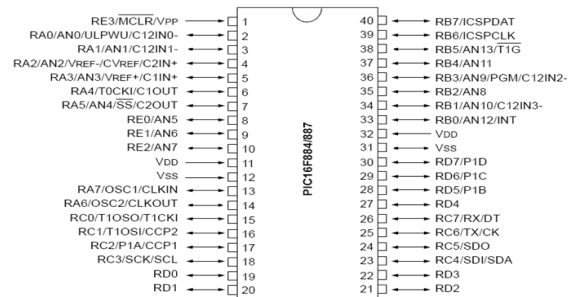 RE3/MCLR/VPP 1
RA0/AN0/ULPWU/C12IN0- 2
RA1/AN1/C12IN1- 3
RA2/AN2/VREF-/CVREF/C2IN+ 4
RA3/AN3/VREF+/C1IN+ 5
RA4/T0CKI/C1OUT 6
RA5/AN4/SS/C2OUT 7
RE0/AN5 8
RE1/AN6 9
RE2/AN7 10
VDD 11
VSS 12
RA7/OSC1/CLKIN 13
RA6/OSC2/CLKOUT 14
RC0/T1OSO/T1CKI 15
RC1/T1OSI/CCP2 16
RC2/P1A/CCP1 17
RC3/SCK/SCL 18
RD0 19
RD1 20
PIC16F884/887
40 RB7/ICSPDAT
39 RB6/ICSPCLK
38 RB5/AN13/T1G
37 RB4/AN11
36 RB3/AN9/PGM/C12IN2-
35 RB2/AN8
34 RB1/AN10/C12IN3-
33 RB0/AN12/INT
32 VDD
31 VSS
30 RD7/P1D
29 RD6/P1C
28 RD5/P1B
27 RD4
26 RC7/RX/DT
25 RC6/TX/CK
24 RC5/SDO
23 RC4/SDI/SDA
22 RD3
21 RD2